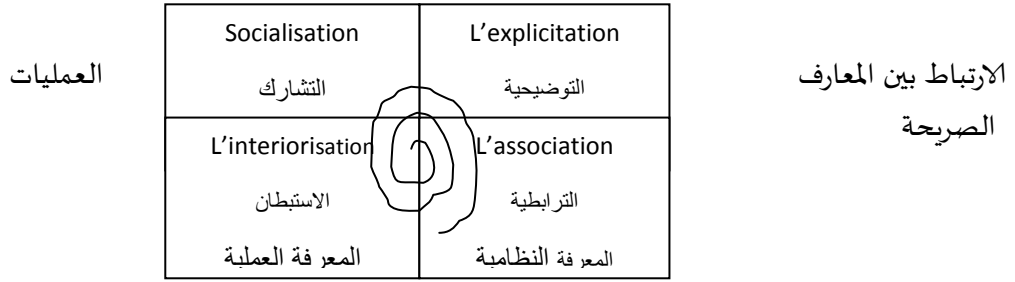 Socialisation
التشارك
L'explicitation
التوضيحية
العمليات
الارتباط بين المعارف
الصريحة
L'interiorisation
الاستبطان
المعرفة العملية
L'association
الترابطية
المعرفة النظامية